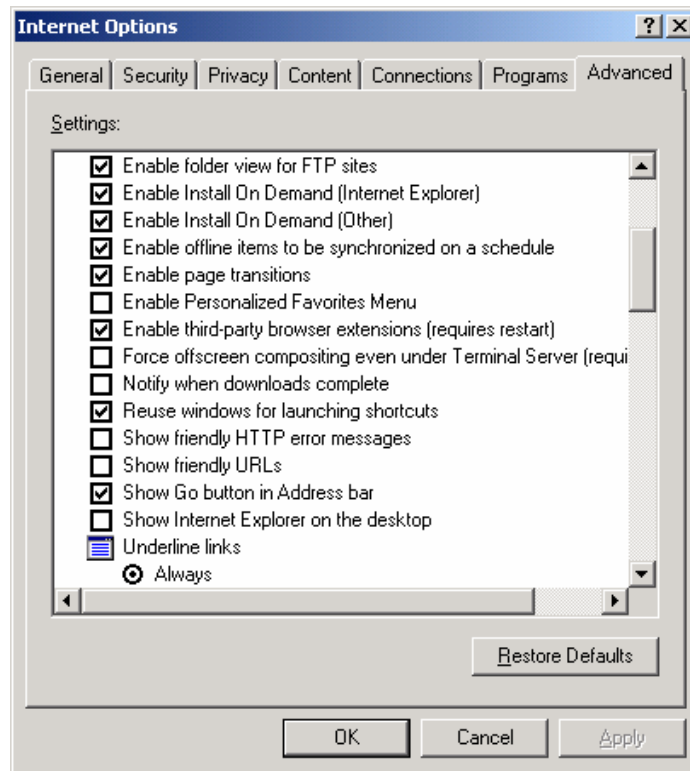 Internet Options
General Security Privacy Content Connections Programs Advanced
Settings:
Enable folder view for FTP sites
Enable Install On Demand (Internet Explorer)
Enable Install On Demand (Other)
Enable offline items to be synchronized on a schedule
Enable page transitions
Enable Personalized Favorites Menu
Enable third-party browser extensions (requires restart)
Force offscreen compositing even under Terminal Server (requi
Notify when downloads complete
Reuse windows for launching shortcuts
Show friendly HTTP error messages
Show friendly URLs
Show Go button in Address bar
Show Internet Explorer on the desktop
Underline links
Always
Restore Defaults
OK Cancel Apply